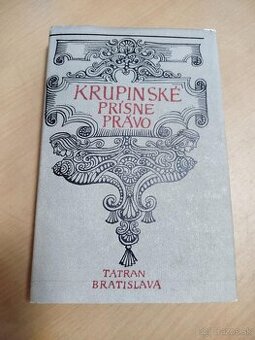 KRUPINSKÉ
PRÍSNE
PRÁVO
TATRAN
BRATISLAVA